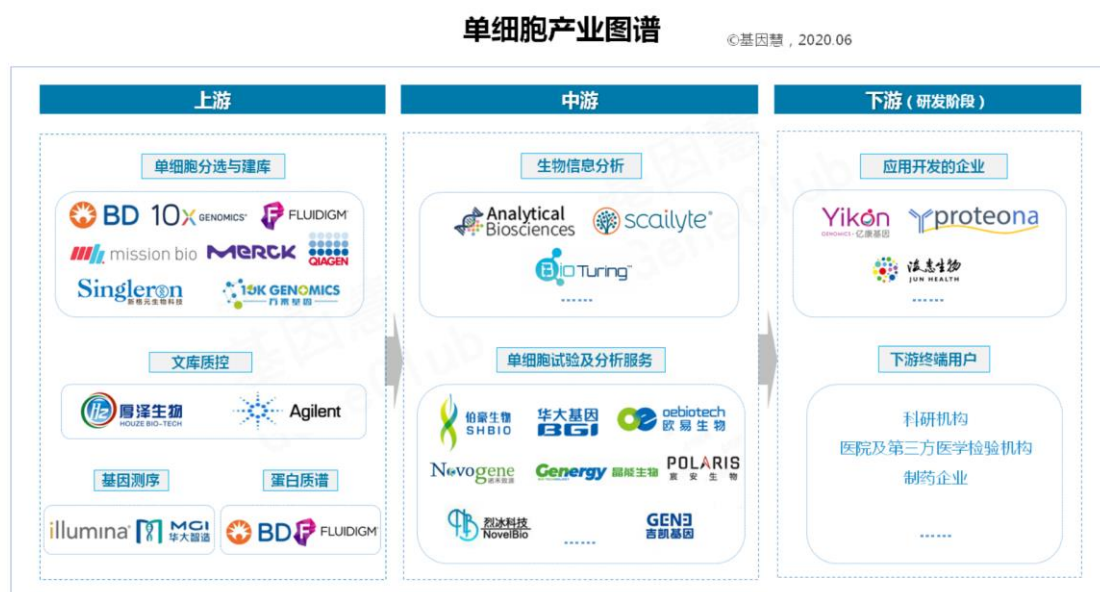 单细胞产业图谱
©基因慧，2020.06
上游
单细胞分选与建库
BD
10X GENOMICS
FLUIDIGM
mission bio
MERCK
QIAGEN
Singleron
新格元生物科技
10K GENOMICS
万乘基因
文库质控
厚泽生物
HOUZE BIO-TECH
Agilent
基因测序
illumina
MGI
华大智造
蛋白质谱
BD
FLUIDIGM
中游
生物信息分析
Analytical
Biosciences
scailyte
BioTuring
......
单细胞试验及分析服务
伯豪生物
SHBIO
华大基因
BGI
oebiotech
欧易生物
Novogene
诺禾致源
Genergy
晶能生物
POLARIS
宸安生物
烈冰科技
NovelBio
......
GENE
吉凯基因
下游（研发阶段）
应用开发的企业
Yikon
GENOMICS·亿康基因
proteona
浚惠生物
JUN HEALTH
......
下游终端用户
科研机构
医院及第三方医学检验机构
制药企业
......